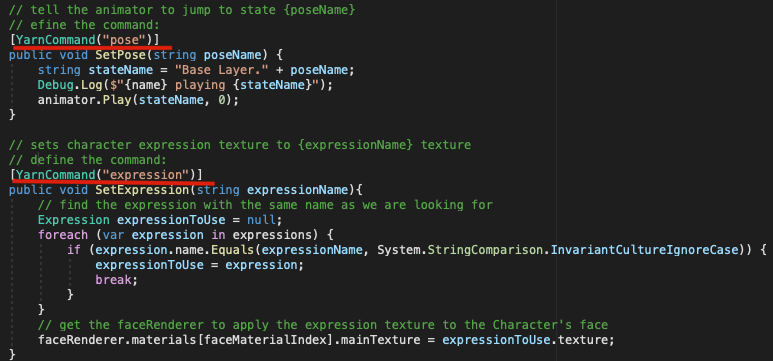 // tell the animator to jump to state {poseName}
// efine the command:
[YarnCommand("pose")]
public void SetPose(string poseName) {
    string stateName = "Base Layer." + poseName;
    Debug.Log($"{name} playing {stateName}");
    animator.Play(stateName, 0);
}

// sets character expression texture to {expressionName} texture
// define the command:
[YarnCommand("expression")]
public void SetExpression(string expressionName){
    // find the expression with the same name as we are looking for
    Expression expressionToUse = null;
    foreach (var expression in expressions) {
        if (expression.name.Equals(expressionName, System.StringComparison.InvariantCultureIgnoreCase)) {
            expressionToUse = expression;
            break;
        }
    }
    // get the faceRenderer to apply the expression texture to the Character's face
    faceRenderer.materials[faceMaterialIndex].mainTexture = expressionToUse.texture;
}